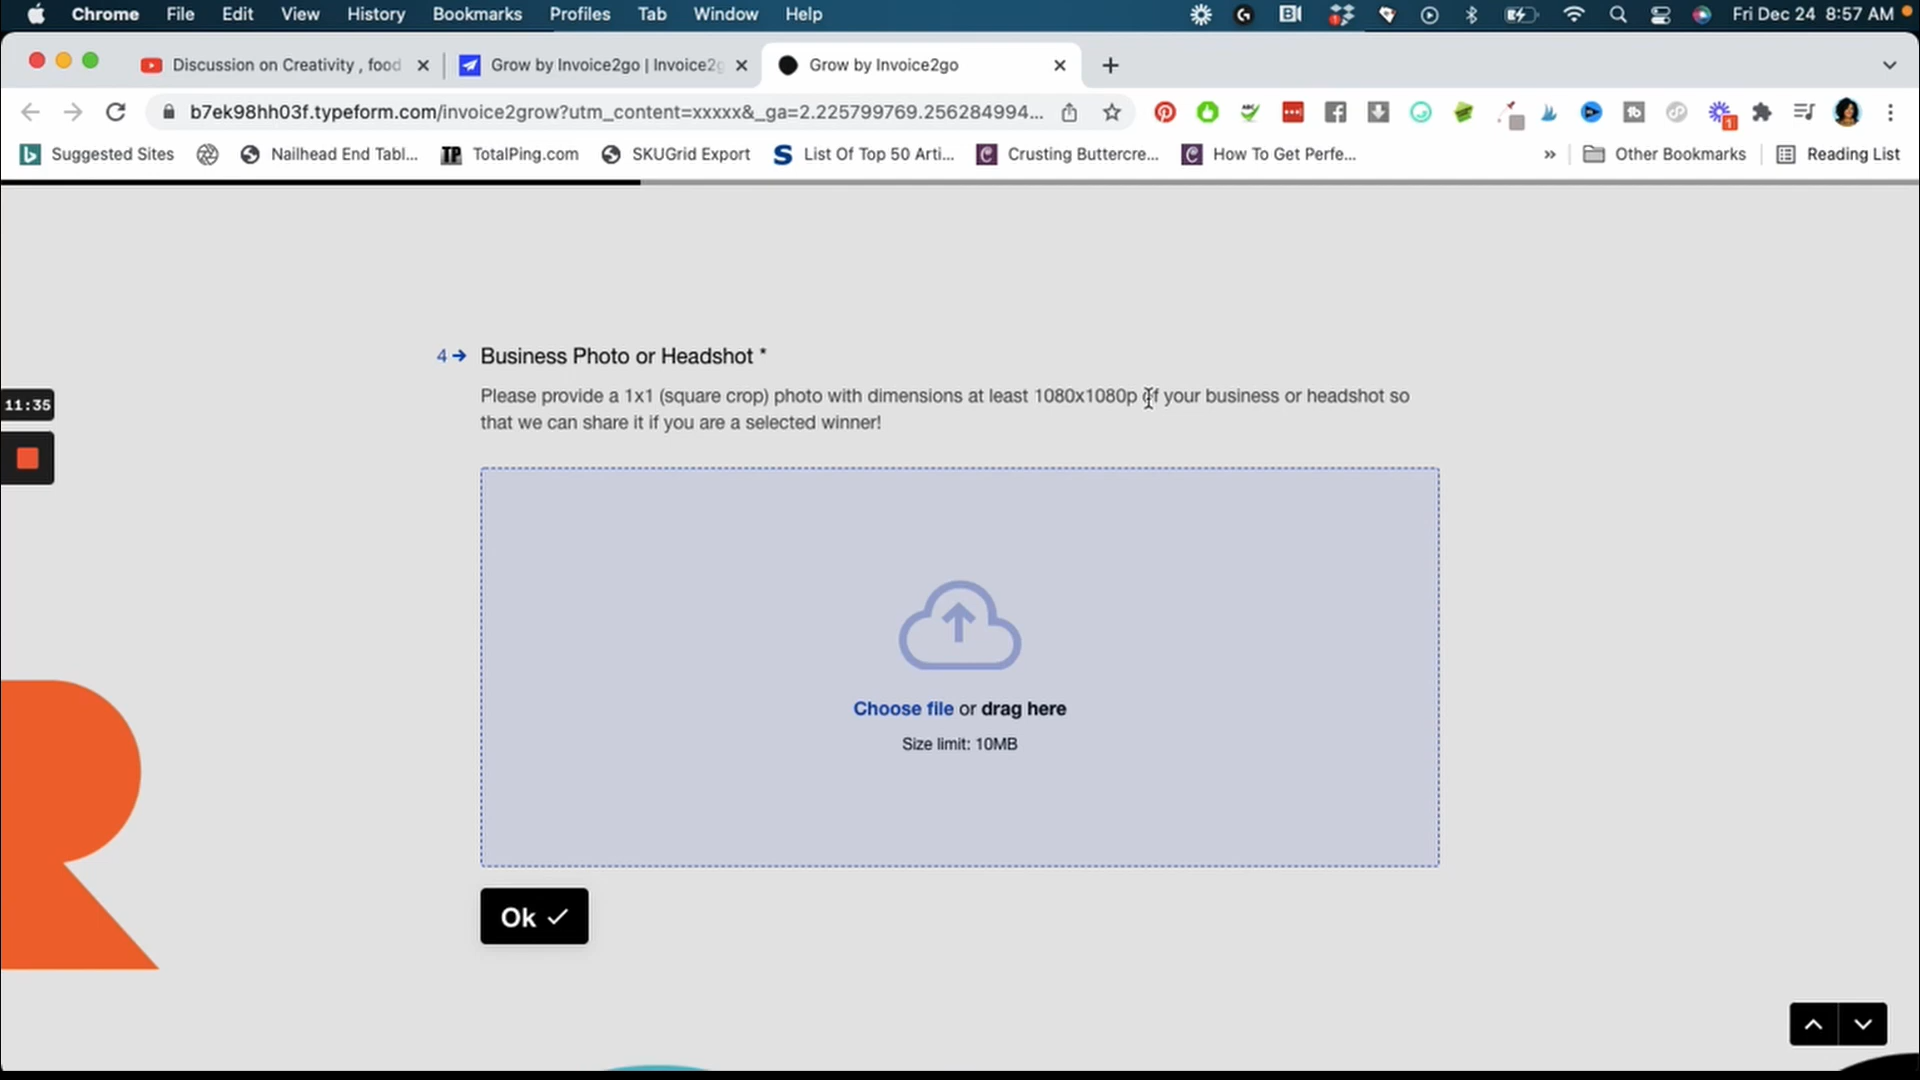 Chrome File Edit View History Bookmarks Profiles Tab Window Help Fri Dec 24 8:57 AM
Discussion on Creativity , food Grow by Invoice2go | Invoice2g Grow by Invoice2go
b7ek98hh03f.typeform.com/invoice2grow?utm_content=xxxxx&_ga=2.225799769.256284994...
1
Suggested Sites Nailhead End Tabl... TP TotalPing.com SKUGrid Export S List Of Top 50 Arti... C Crusting Buttercre... C How To Get Perfe... » Other Bookmarks Reading List
4 Business Photo or Headshot *
Please provide a 1x1 (square crop) photo with dimensions at least 1080x1080p of your business or headshot so
that we can share it if you are a selected winner!
11:35
Choose file or drag here
Size limit: 10MB
R
Ok